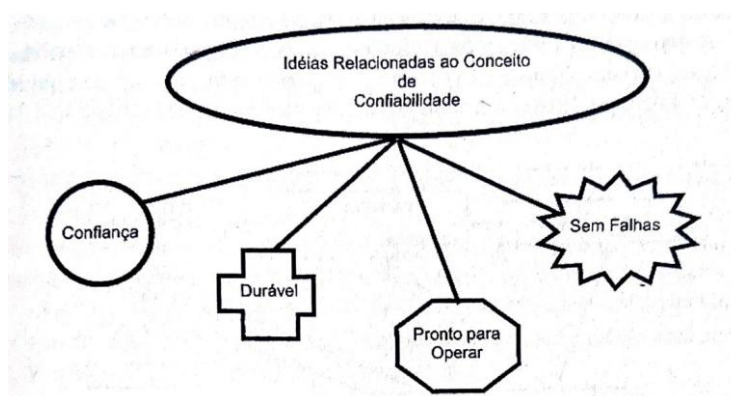 Idéias Relacionadas ao Conceito
de
Confiabilidade
Confiança
Durável
Pronto para
Operar
Sem Falhas